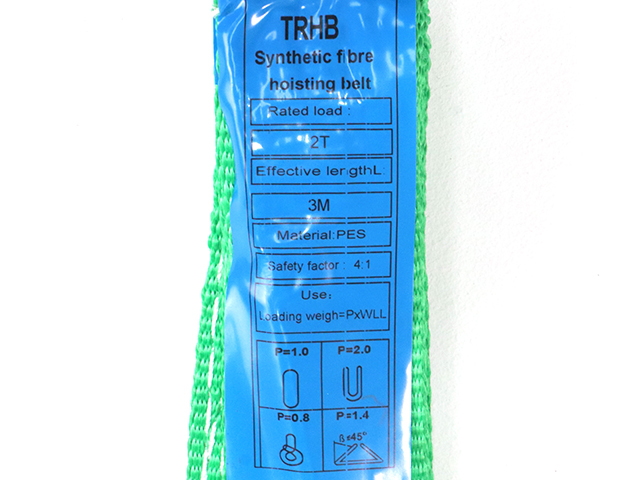 TRHB
Synthetic fibre
hoisting belt
Rated load :
2T
Effective lengthL:
3M
Material:PES
Safety factor : 4:1
Use:
Loading weigh=PxWLL
P=1.0 P=2.0
P=0.8 P=1.4
ß≤45°